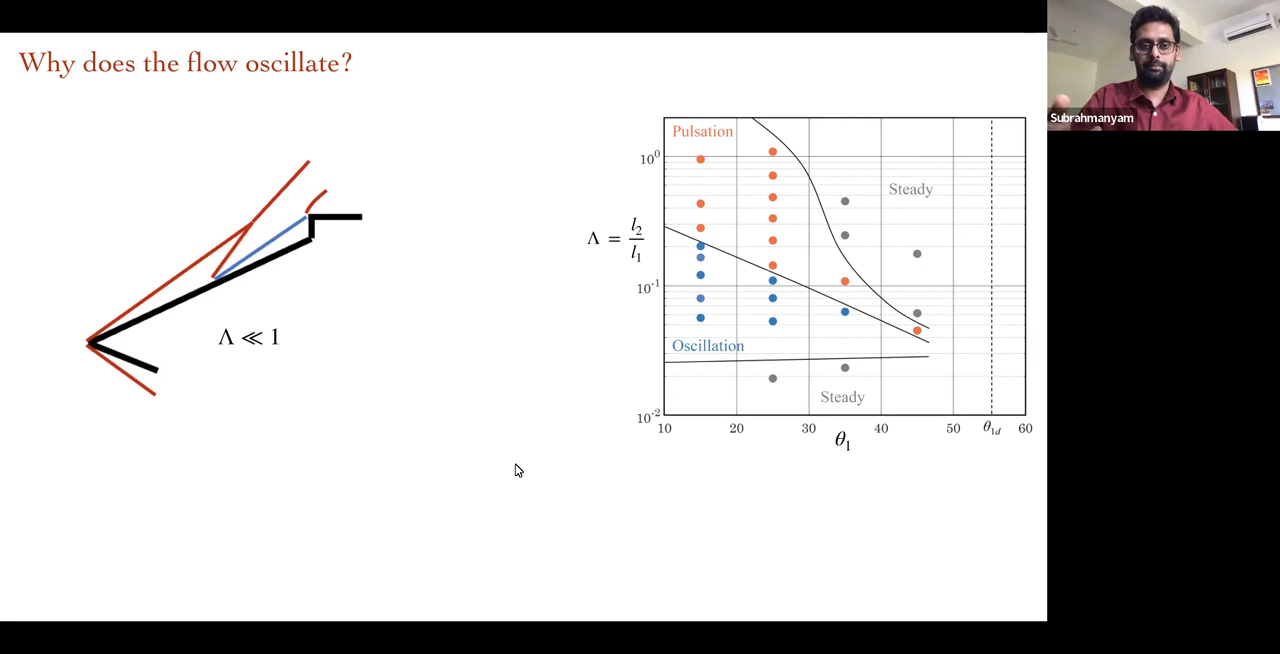 Why does the flow oscillate?
Subrahmanyam
Λ ≪ 1
Λ = l₂/l₁
Pulsation
Steady
Oscillation
Steady
10⁰
10⁻¹
10⁻²
10 20 30 40 50 θ₁d 60
θ₁